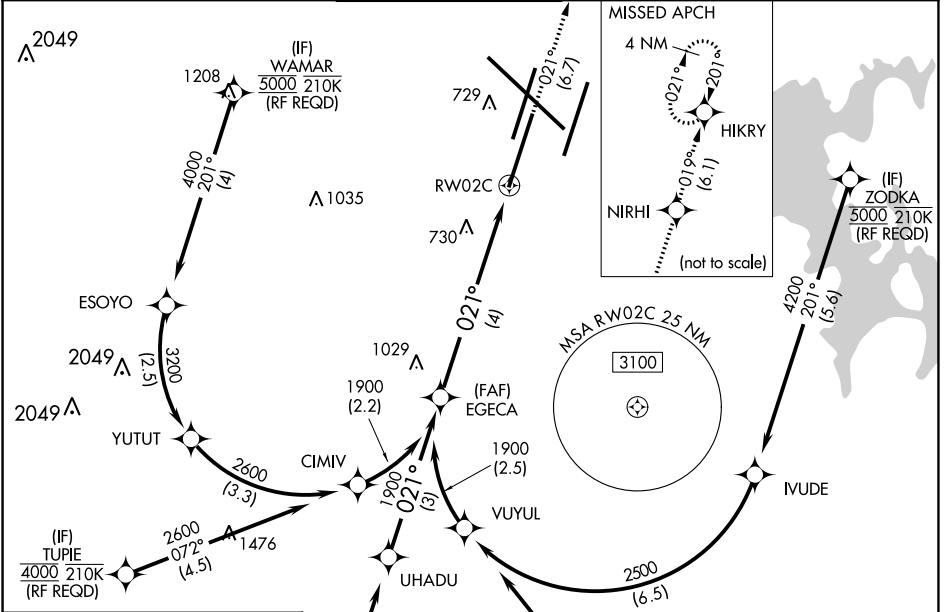 2049
(IF)
WAMAR
5000 210K
(RF REQD)
1208
4000
201°
(4)
1035
729
021°
(6.7)
RW02C
730
MISSED APCH
4 NM
021°
201°
HIKRY
019°
(6.1)
NIRHI
(not to scale)
(IF)
ZODKA
5000 210K
(RF REQD)
4200
201°
(5.6)
ESOYO
3200
(2.5)
2049
2049
YUTUT
021°
(4)
1029
1900
(2.2)
(FAF)
EGECA
MSA RW02C 25 NM
3100
2600
(3.3)
CIMIV
1900
021°
(3)
1900
(2.5)
VUYUL
IVUDE
2500
(6.5)
(IF)
TUPIE
4000 210K
(RF REQD)
2600
072°
(4.5)
1476
UHADU